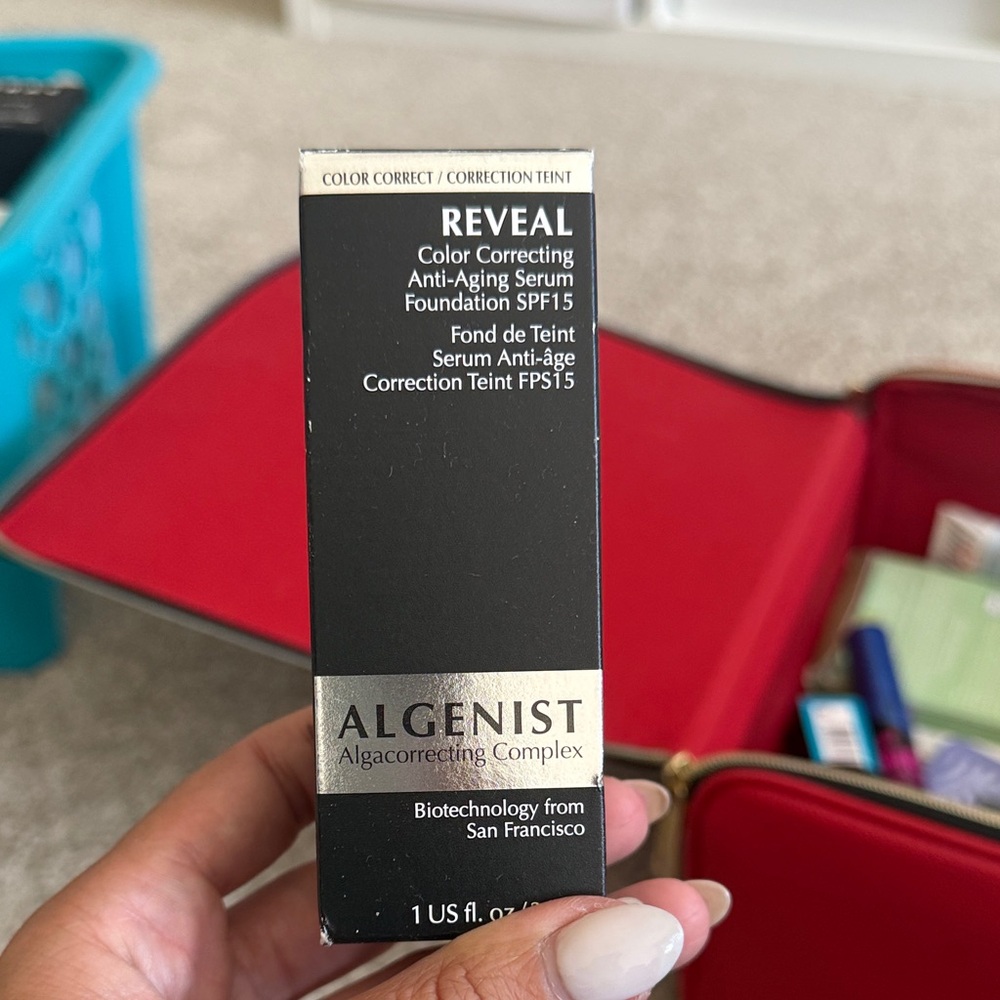 COLOR CORRECT / CORRECTION TEINT
REVEAL
Color Correcting
Anti-Aging Serum
Foundation SPF15
Fond de Teint
Serum Anti-âge
Correction Teint FPS15
ALGENIST
Algacorrecting Complex
Biotechnology from
San Francisco
1 US fl. oz